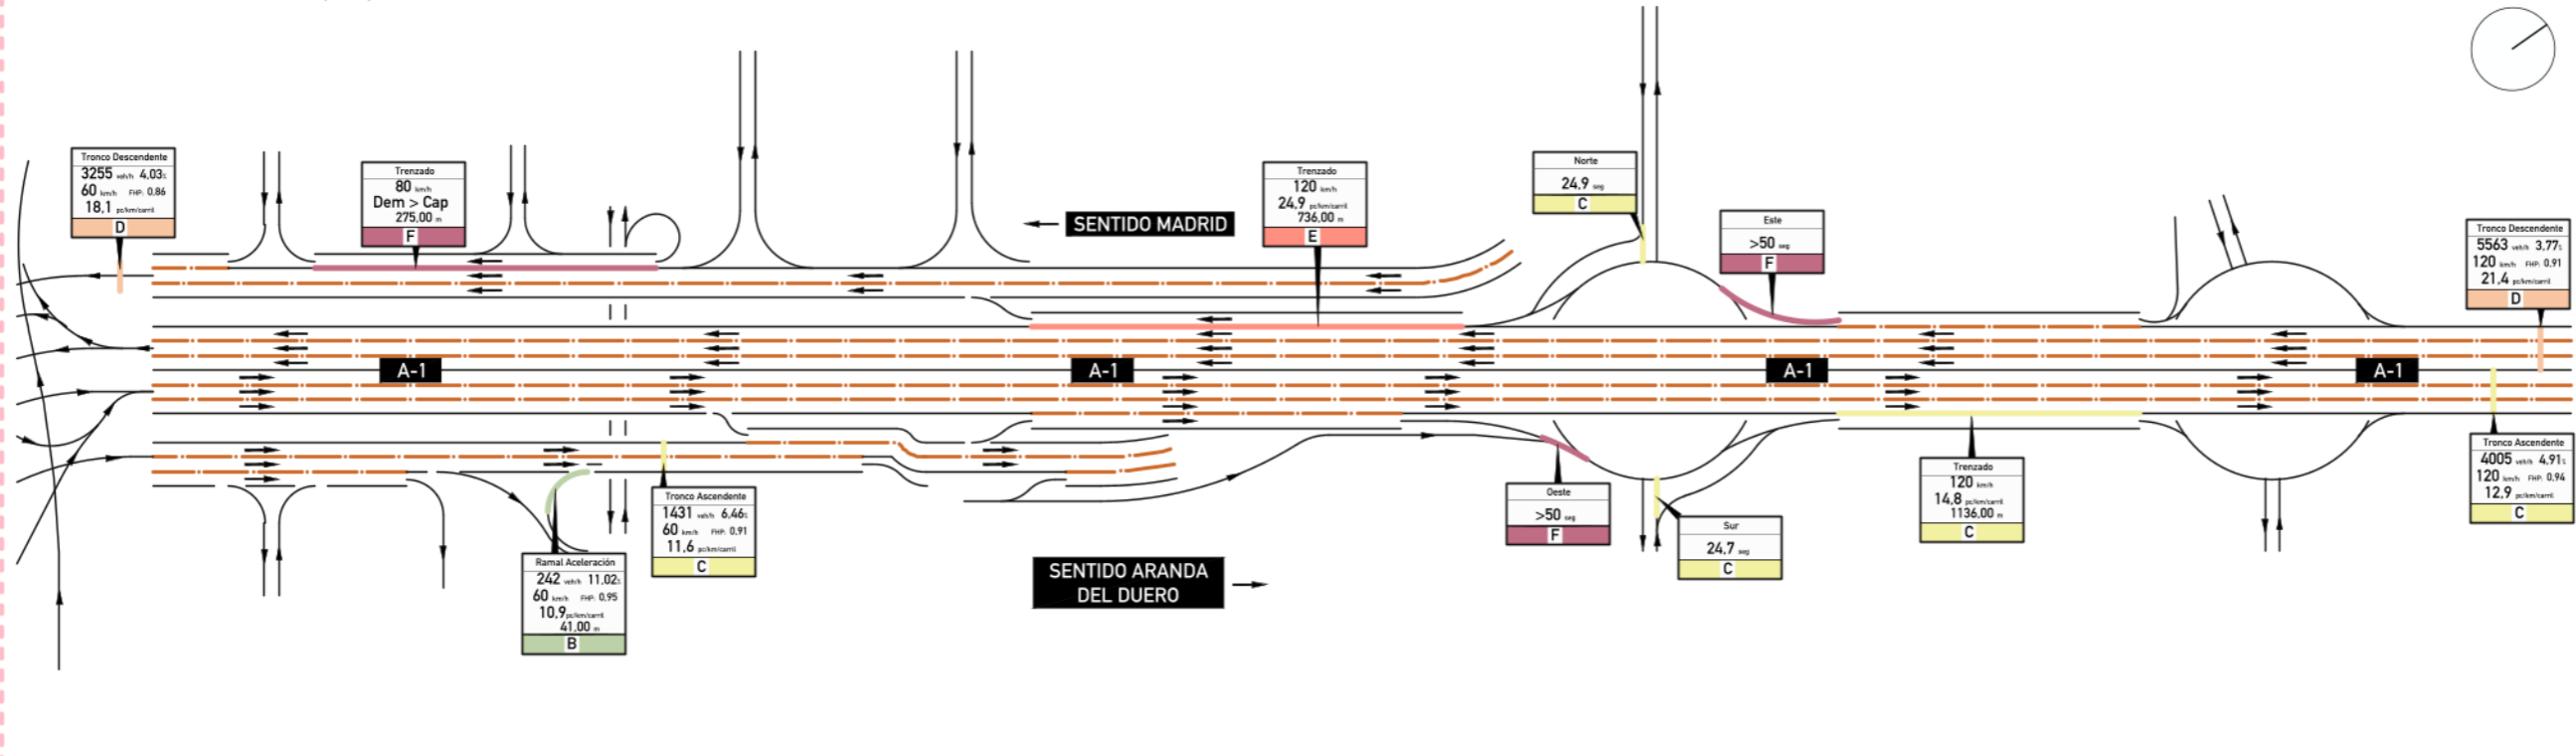 Tronco Descendente
3255 veh/h 4,03%
60 km/h FHP: 0,86
18,1 pc/km/carril
D
Trenzado
80 km/h
Dem > Cap
275,00 m
F
SENTIDO MADRID
Trenzado
120 km/h
24,9 pc/km/carril
736,00 m
E
Norte
24,9 seg
C
Este
>50 seg
F
Tronco Descendente
5563 veh/h 3,77%
120 km/h FHP: 0,91
21,4 pc/km/carril
D
A-1
A-1
A-1
A-1
Ramal Aceleración
242 veh/h 11,02%
60 km/h FHP: 0,95
10,9 pc/km/carril
41,00 m
B
Tronco Ascendente
1431 veh/h 6,46%
60 km/h FHP: 0,91
11,6 pc/km/carril
C
SENTIDO ARANDA
DEL DUERO
Oeste
>50 seg
F
Sur
24,7 seg
C
Trenzado
120 km/h
14,8 pc/km/carril
1136,00 m
C
Tronco Ascendente
4005 veh/h 4,91%
120 km/h FHP: 0,94
12,9 pc/km/carril
C